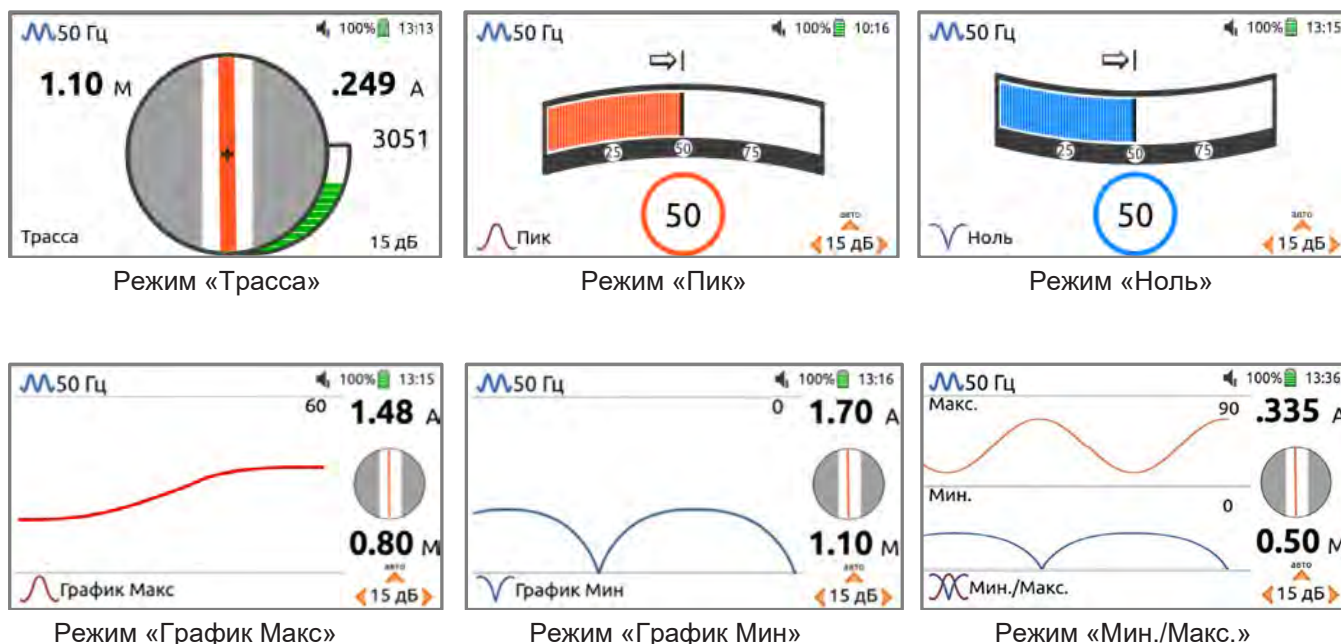 50 Гц 100% 13:13
1.10 м .249 A
3051
Трасса 15 дБ
Режим «Трасса»
50 Гц 100% 10:16
25 50 75
50
авто
Пик 15 дБ
Режим «Пик»
50 Гц 100% 13:15
25 50 75
50
авто
Ноль 15 дБ
Режим «Ноль»
50 Гц 100% 13:15
60 1.48 A
0.80 м
авто
График Макс 15 дБ
Режим «График Макс»
50 Гц 100% 13:16
0 1.70 A
1.10 м
авто
График Мин 15 дБ
Режим «График Мин»
50 Гц 100% 13:36
Макс. 90 .335 A
Мин. 0
0.50 м
авто
Мин./Макс. 15 дБ
Режим «Мин./Макс.»